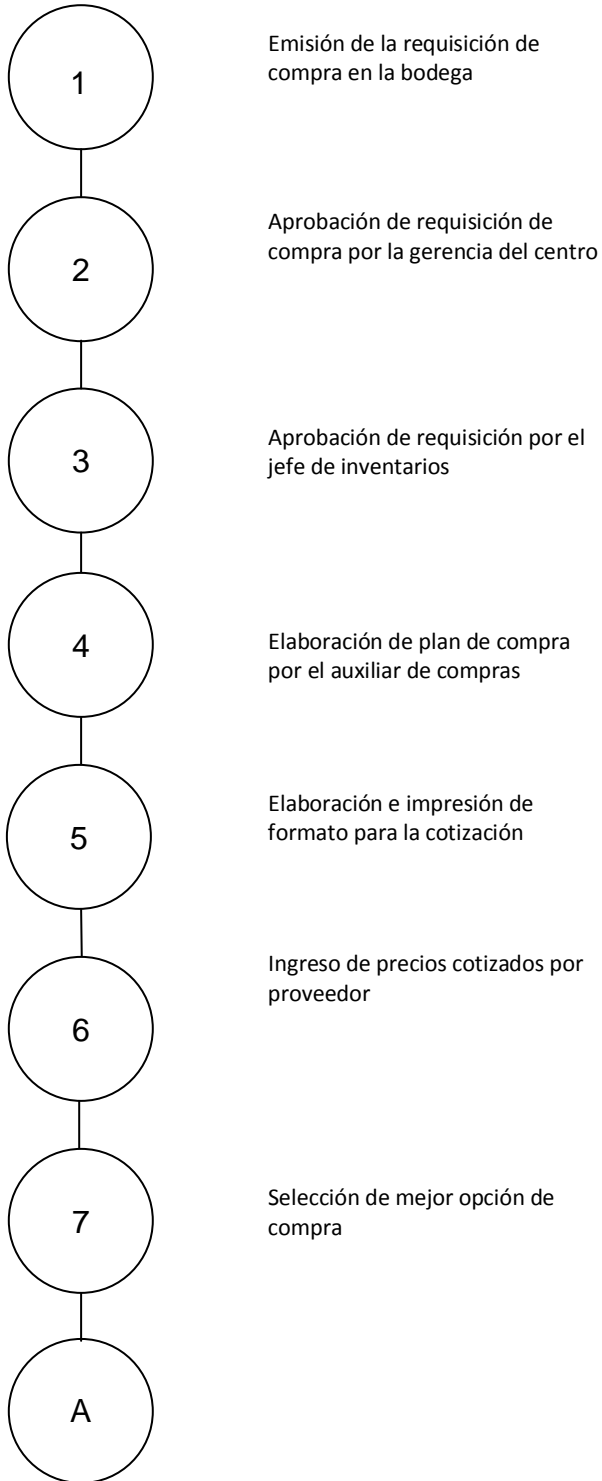 1
Emisión de la requisición de
compra en la bodega
2
Aprobación de requisición de
compra por la gerencia del centro
3
Aprobación de requisición por el
jefe de inventarios
4
Elaboración de plan de compra
por el auxiliar de compras
5
Elaboración e impresión de
formato para la cotización
6
Ingreso de precios cotizados por
proveedor
7
Selección de mejor opción de
compra
A